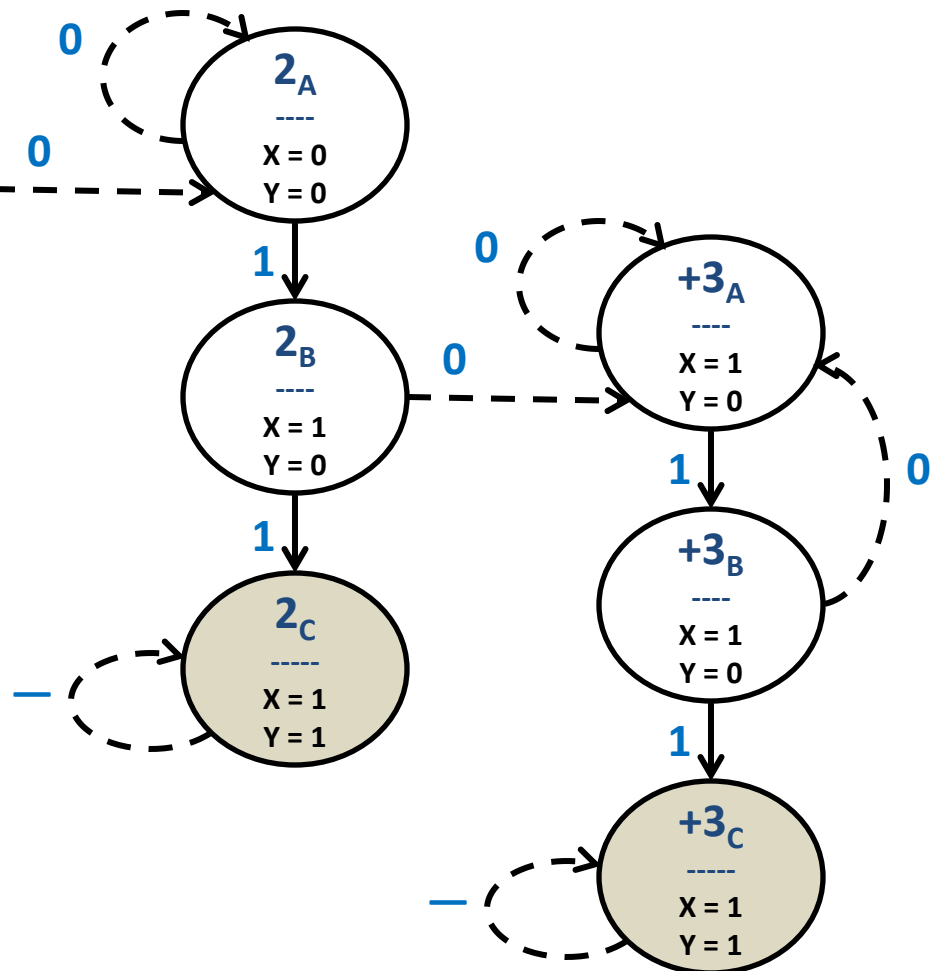 0
2A
----
X = 0
Y = 0
0
1
2B
----
X = 1
Y = 0
0
1
2C
-----
X = 1
Y = 1
—
0
+3A
----
X = 1
Y = 0
1
0
+3B
----
X = 1
Y = 0
1
+3C
-----
X = 1
Y = 1
—